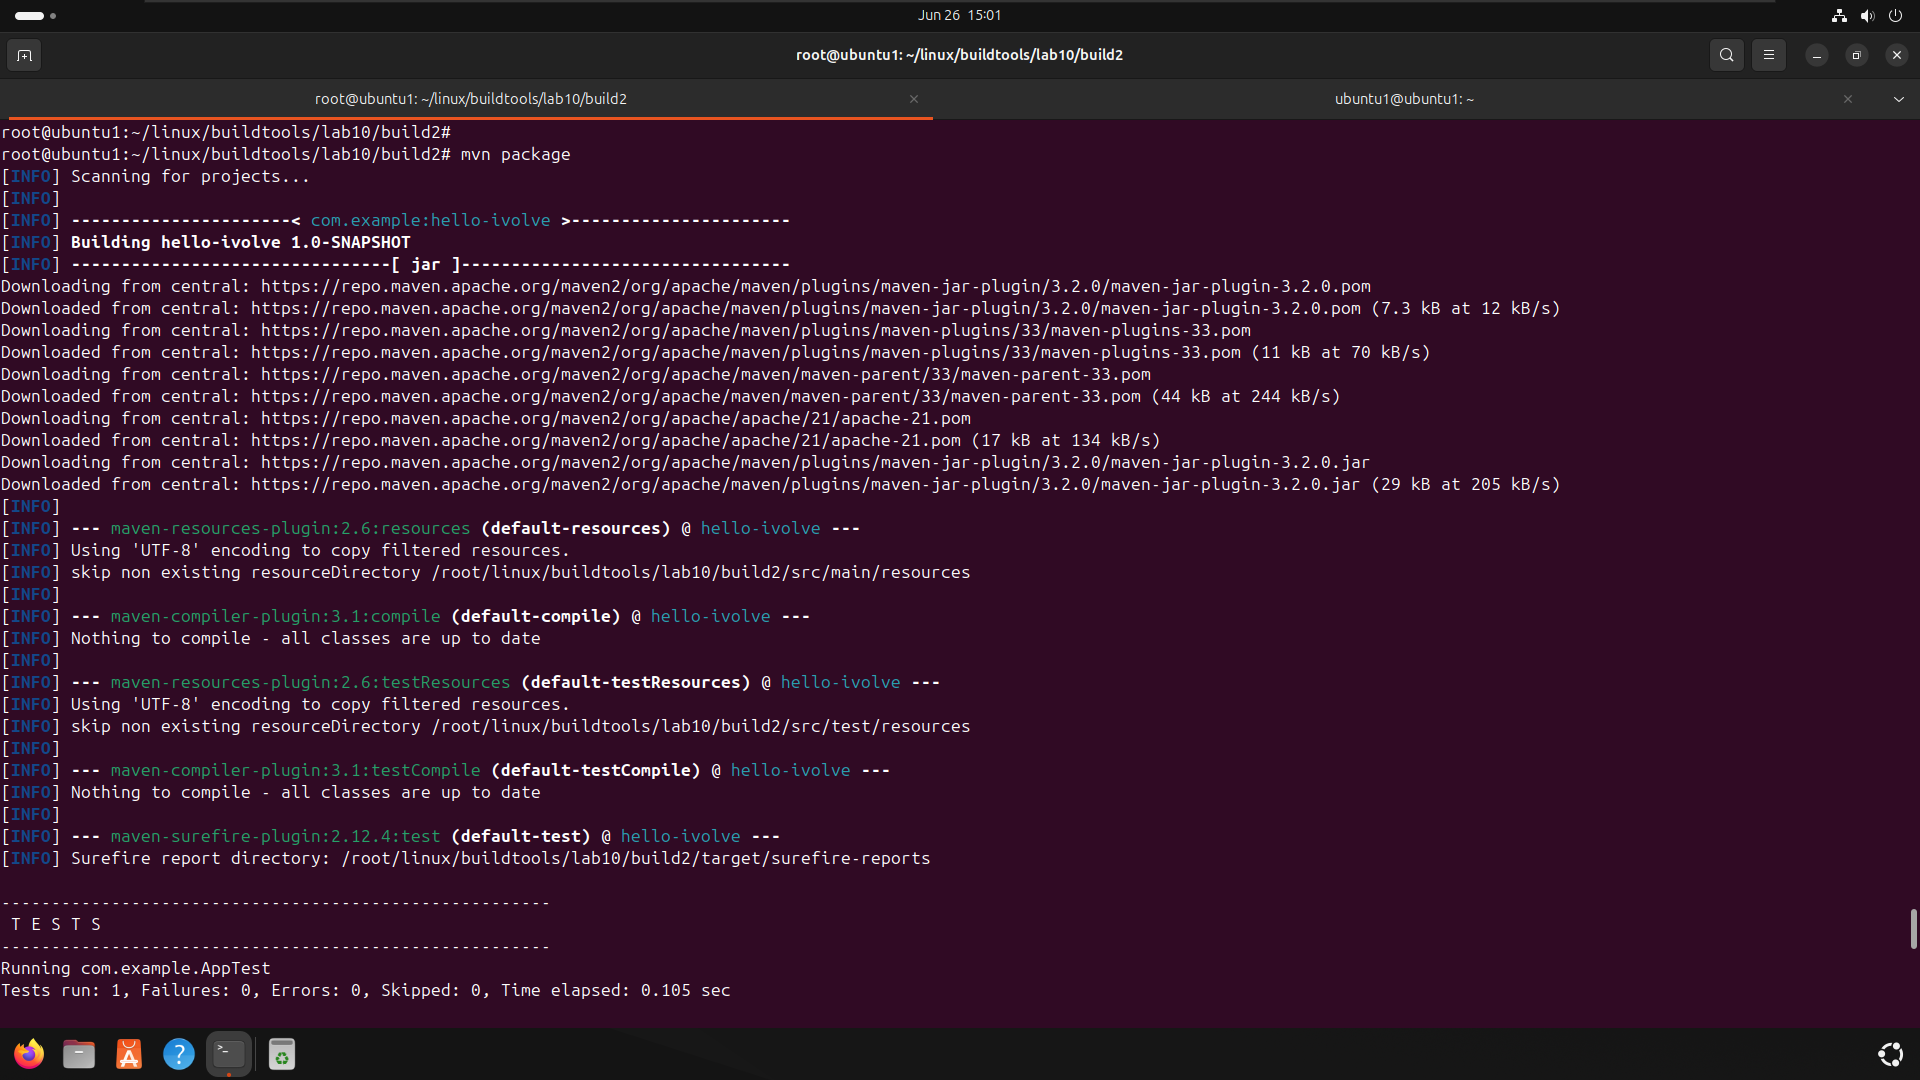 Jun 26 15:01
root@ubuntu1: ~/linux/buildtools/lab10/build2
root@ubuntu1: ~/linux/buildtools/lab10/build2
ubuntu1@ubuntu1: ~
root@ubuntu1:~/linux/buildtools/lab10/build2#
root@ubuntu1:~/linux/buildtools/lab10/build2# mvn package
[INFO] Scanning for projects...
[INFO]
[INFO] ----------------------< com.example:hello-ivolve >----------------------
[INFO] Building hello-ivolve 1.0-SNAPSHOT
[INFO] --------------------------------[ jar ]---------------------------------
Downloading from central: https://repo.maven.apache.org/maven2/org/apache/maven/plugins/maven-jar-plugin/3.2.0/maven-jar-plugin-3.2.0.pom
Downloaded from central: https://repo.maven.apache.org/maven2/org/apache/maven/plugins/maven-jar-plugin/3.2.0/maven-jar-plugin-3.2.0.pom (7.3 kB at 12 kB/s)
Downloading from central: https://repo.maven.apache.org/maven2/org/apache/maven/plugins/maven-plugins/33/maven-plugins-33.pom
Downloaded from central: https://repo.maven.apache.org/maven2/org/apache/maven/plugins/maven-plugins/33/maven-plugins-33.pom (11 kB at 70 kB/s)
Downloading from central: https://repo.maven.apache.org/maven2/org/apache/maven/maven-parent/33/maven-parent-33.pom
Downloaded from central: https://repo.maven.apache.org/maven2/org/apache/maven/maven-parent/33/maven-parent-33.pom (44 kB at 244 kB/s)
Downloading from central: https://repo.maven.apache.org/maven2/org/apache/apache/21/apache-21.pom
Downloaded from central: https://repo.maven.apache.org/maven2/org/apache/apache/21/apache-21.pom (17 kB at 134 kB/s)
Downloading from central: https://repo.maven.apache.org/maven2/org/apache/maven/plugins/maven-jar-plugin/3.2.0/maven-jar-plugin-3.2.0.jar
Downloaded from central: https://repo.maven.apache.org/maven2/org/apache/maven/plugins/maven-jar-plugin/3.2.0/maven-jar-plugin-3.2.0.jar (29 kB at 205 kB/s)
[INFO]
[INFO] --- maven-resources-plugin:2.6:resources (default-resources) @ hello-ivolve ---
[INFO] Using 'UTF-8' encoding to copy filtered resources.
[INFO] skip non existing resourceDirectory /root/linux/buildtools/lab10/build2/src/main/resources
[INFO]
[INFO] --- maven-compiler-plugin:3.1:compile (default-compile) @ hello-ivolve ---
[INFO] Nothing to compile - all classes are up to date
[INFO]
[INFO] --- maven-resources-plugin:2.6:testResources (default-testResources) @ hello-ivolve ---
[INFO] Using 'UTF-8' encoding to copy filtered resources.
[INFO] skip non existing resourceDirectory /root/linux/buildtools/lab10/build2/src/test/resources
[INFO]
[INFO] --- maven-compiler-plugin:3.1:testCompile (default-testCompile) @ hello-ivolve ---
[INFO] Nothing to compile - all classes are up to date
[INFO]
[INFO] --- maven-surefire-plugin:2.12.4:test (default-test) @ hello-ivolve ---
[INFO] Surefire report directory: /root/linux/buildtools/lab10/build2/target/surefire-reports
-------------------------------------------------------
T E S T S
-------------------------------------------------------
Running com.example.AppTest
Tests run: 1, Failures: 0, Errors: 0, Skipped: 0, Time elapsed: 0.105 sec